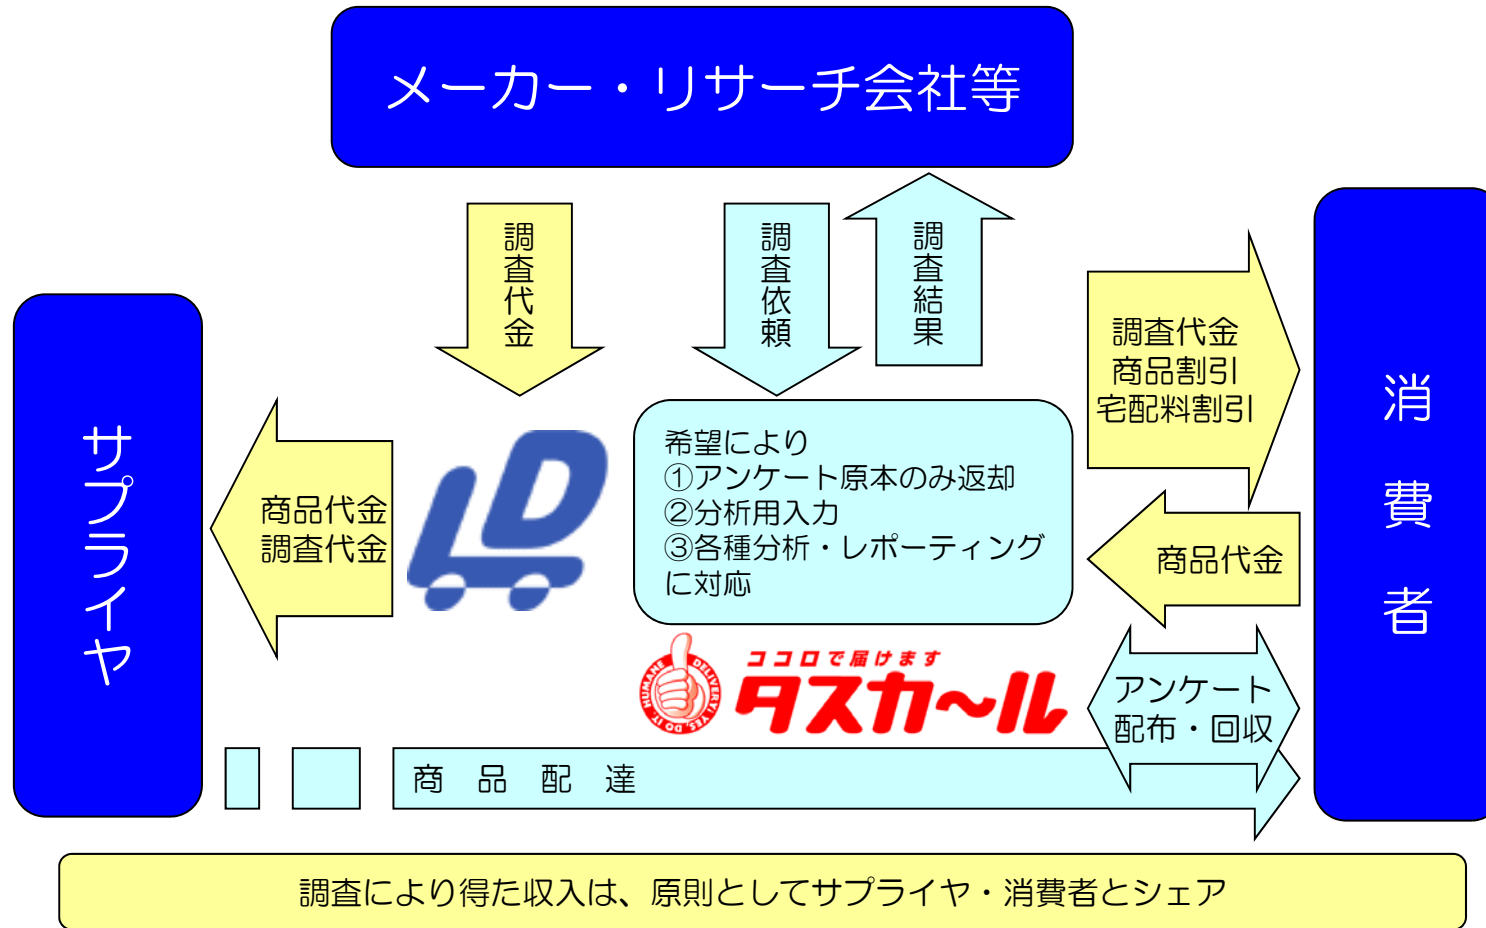 メーカー・リサーチ会社等
調査代金
調査依頼
調査結果
調査代金
商品割引
宅配料割引
消費者
サプライヤ
商品代金
調査代金
LD
希望により
①アンケート原本のみ返却
②分析用入力
③各種分析・レポーティング
に対応
商品代金
ココロで届けます
タスカ〜ル
HUMANE DELIVERY! YES, DO IT.
アンケート
配布・回収
商品配達
調査により得た収入は、原則としてサプライヤ・消費者とシェア